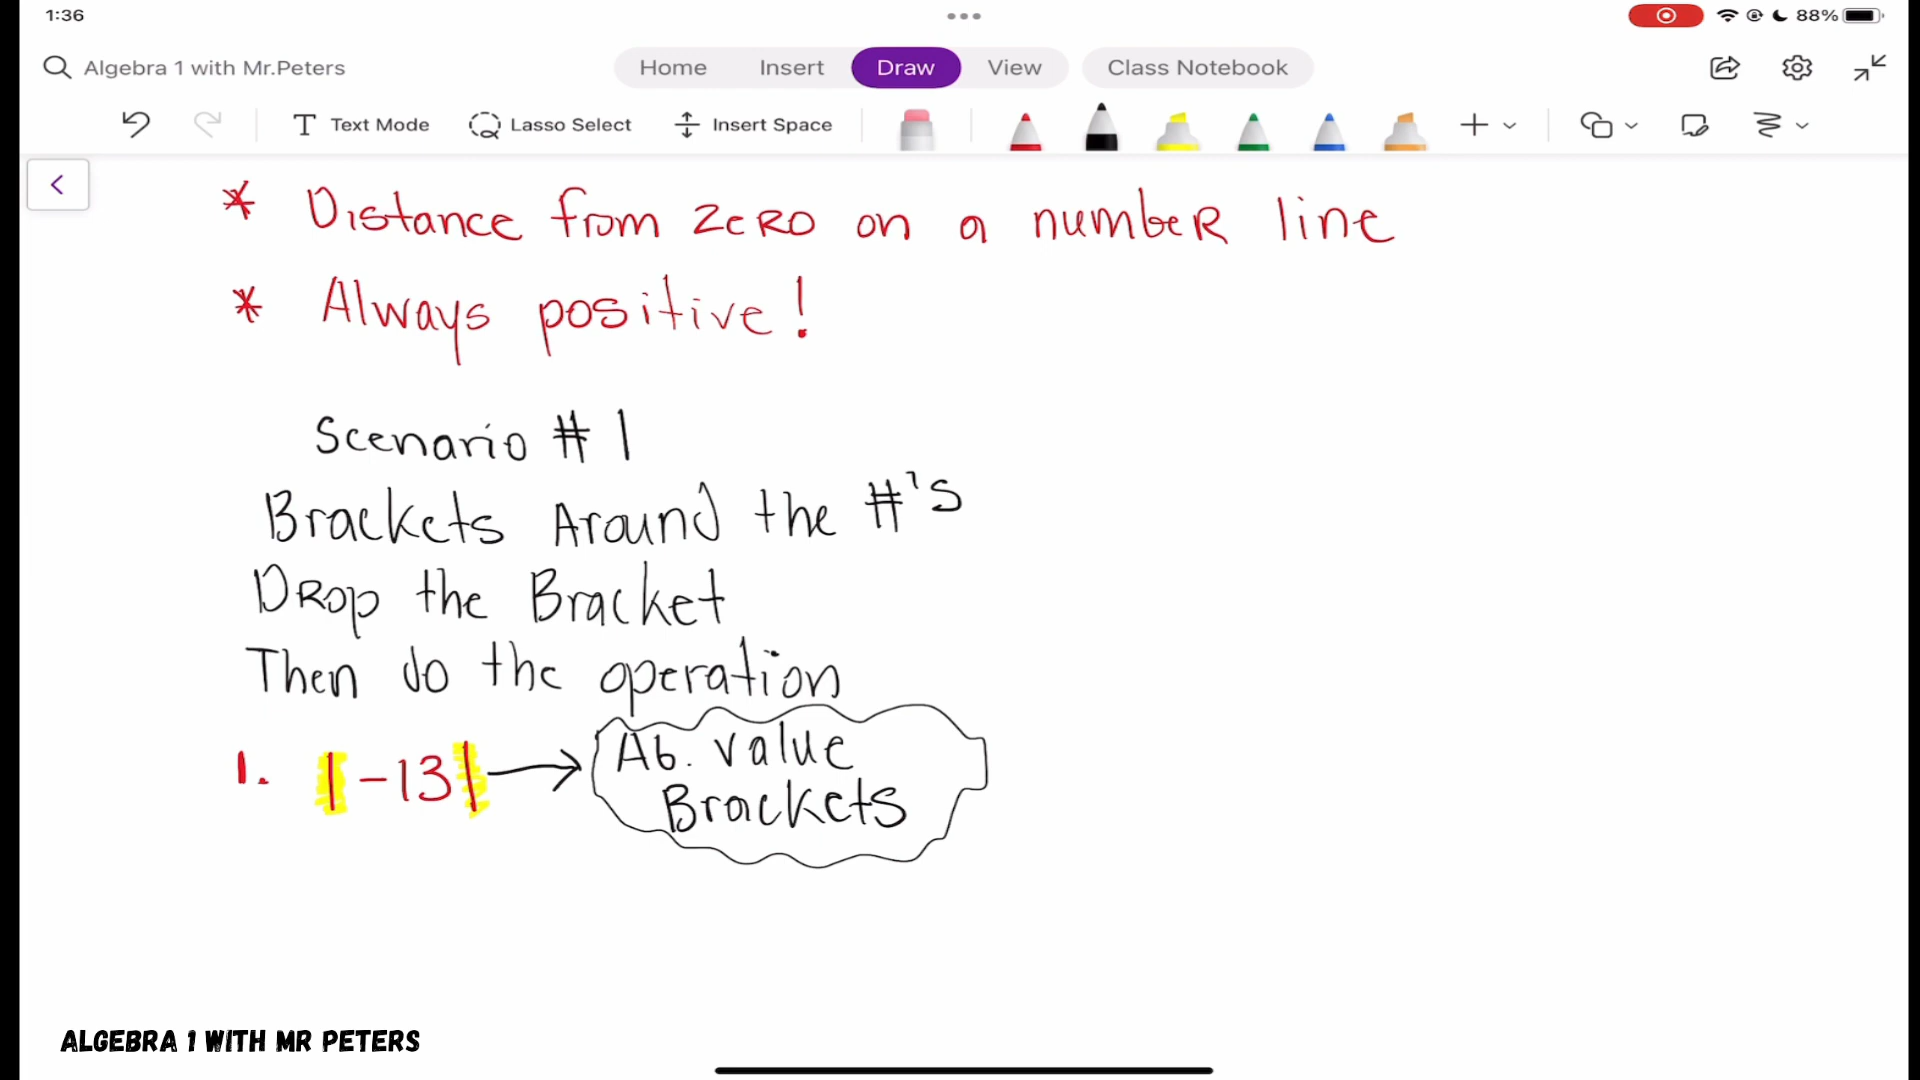 1:36
88%
Algebra 1 with Mr.Peters
Home Insert Draw View Class Notebook
Text Mode Lasso Select Insert Space
* Distance from zeRo on a numbeR line
* Always positive!
Scenario # 1
Brackets Around the #'s
DRop the Bracket
Then do the operation
1. |-13| → Ab. value
Brackets
ALGEBRA 1 WITH MR PETERS